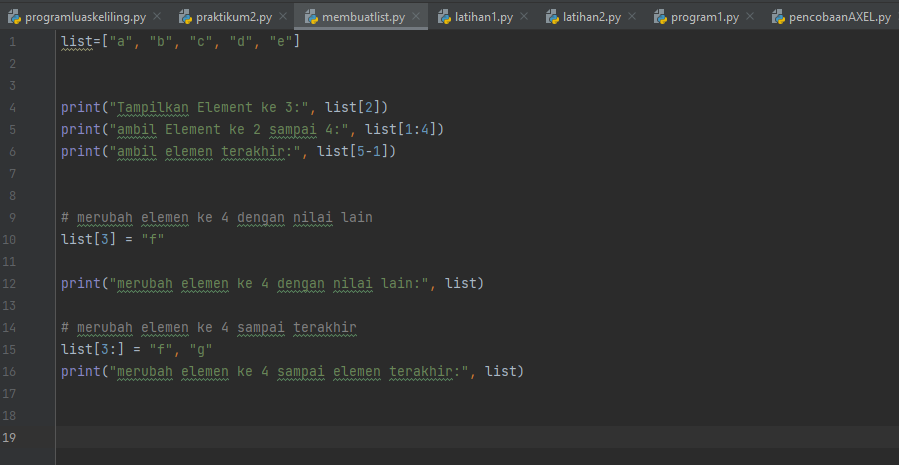 programluaskeliling.py praktikum2.py membuatlist.py latihan1.py latihan2.py program1.py pencobaanAXEL.py
1 list=["a", "b", "c", "d", "e"]
2
3
4 print("Tampilkan Element ke 3:", list[2])
5 print("ambil Element ke 2 sampai 4:", list[1:4])
6 print("ambil elemen terakhir:", list[5-1])
7
8
9 # merubah elemen ke 4 dengan nilai lain
10 list[3] = "f"
11
12 print("merubah elemen ke 4 dengan nilai lain:", list)
13
14 # merubah elemen ke 4 sampai terakhir
15 list[3:] = "f", "g"
16 print("merubah elemen ke 4 sampai elemen terakhir:", list)
17
18
19